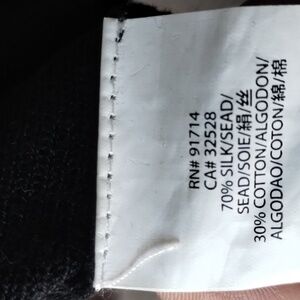 RN# 91714
CA# 32528
70% SILK/SEAD/
SEAD/SOIE/絹/丝
30% COTTON/ALGODON/
ALGODAO/COTON/綿/棉